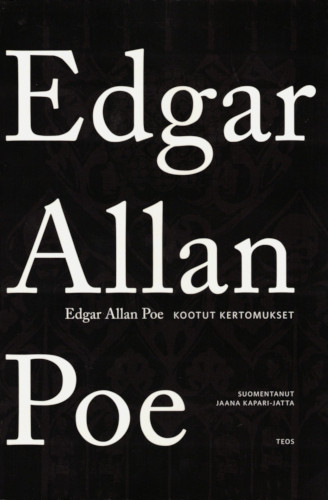 Edgar
Allan
Edgar Allan Poe KOOTUT KERTOMUKSET
Poe
SUOMENTANUT
JAANA KAPARI-JATTA
TEOS